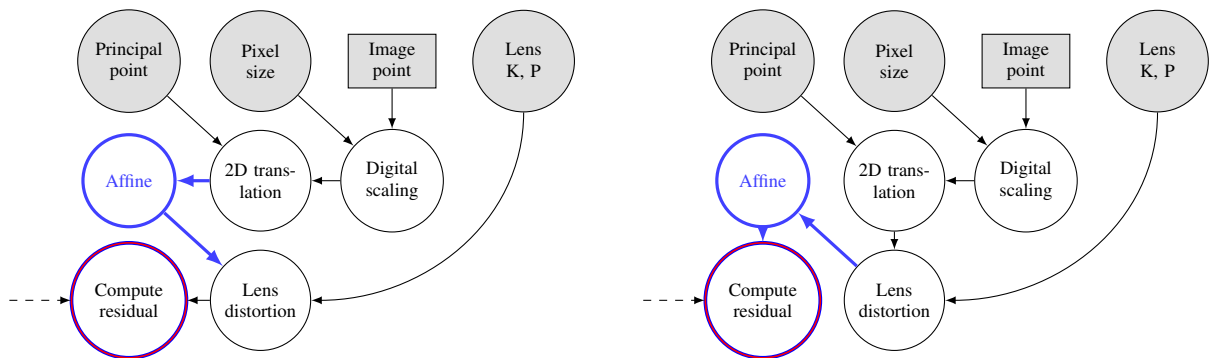 Principal
point
Pixel
size
Image
point
Lens
K, P
Affine
2D trans-
lation
Digital
scaling
Compute
residual
Lens
distortion
Principal
point
Pixel
size
Image
point
Lens
K, P
Affine
2D trans-
lation
Digital
scaling
Compute
residual
Lens
distortion